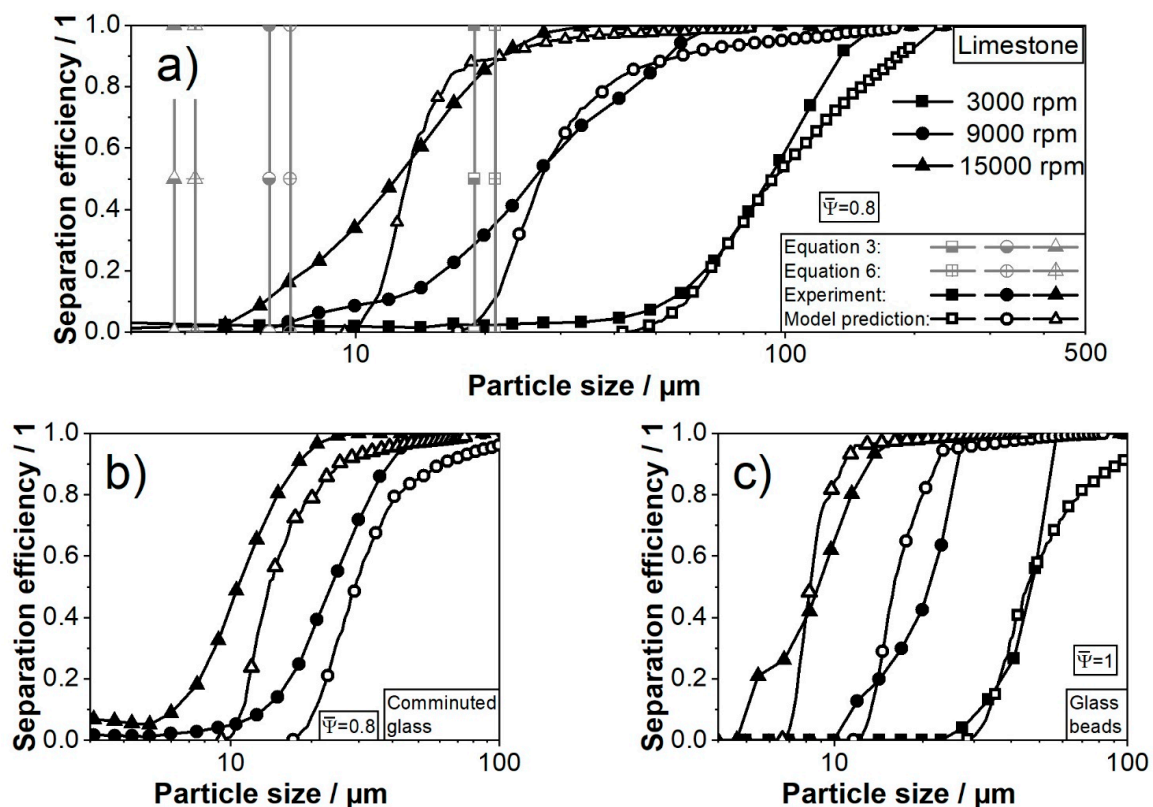 Separation efficiency / 1
1.0
0.8
0.6
0.4
0.2
0.0
a)
Limestone
3000 rpm
9000 rpm
15000 rpm
Ψ̅=0.8
Equation 3:
Equation 6:
Experiment:
Model prediction:
10
100
500
Particle size / µm
Separation efficiency / 1
1.0
0.8
0.6
0.4
0.2
0.0
b)
Ψ̅=0.8
Comminuted
glass
10
100
Particle size / µm
Separation efficiency / 1
1.0
0.8
0.6
0.4
0.2
0.0
c)
Ψ̅=1
Glass
beads
10
100
Particle size / µm